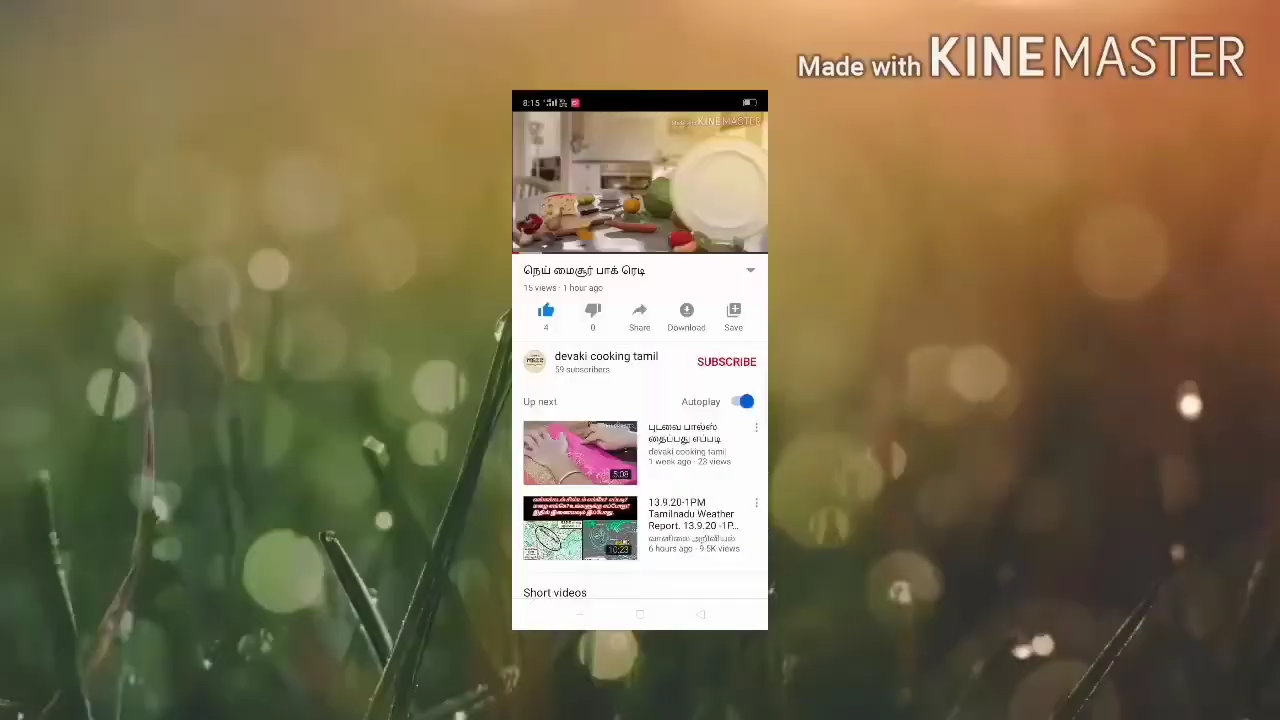 Made with KINEMASTER
8:15
KINEMASTER
நெய் மைசூர் பாக் ரெடி
15 views · 1 hour ago
4
0
Share
Download
Save
devaki cooking tamil
59 subscribers
SUBSCRIBE
Up next
Autoplay
புடவை பால்ஸ்
தைப்பது எப்படி
devaki cooking tamil
1 week ago · 23 views
5:08
13.9.20-1PM
Tamilnadu Weather
Report. 13.9.20 -1P...
வானிலை அறிவியல்
6 hours ago · 9.5K views
10:23
Short videos